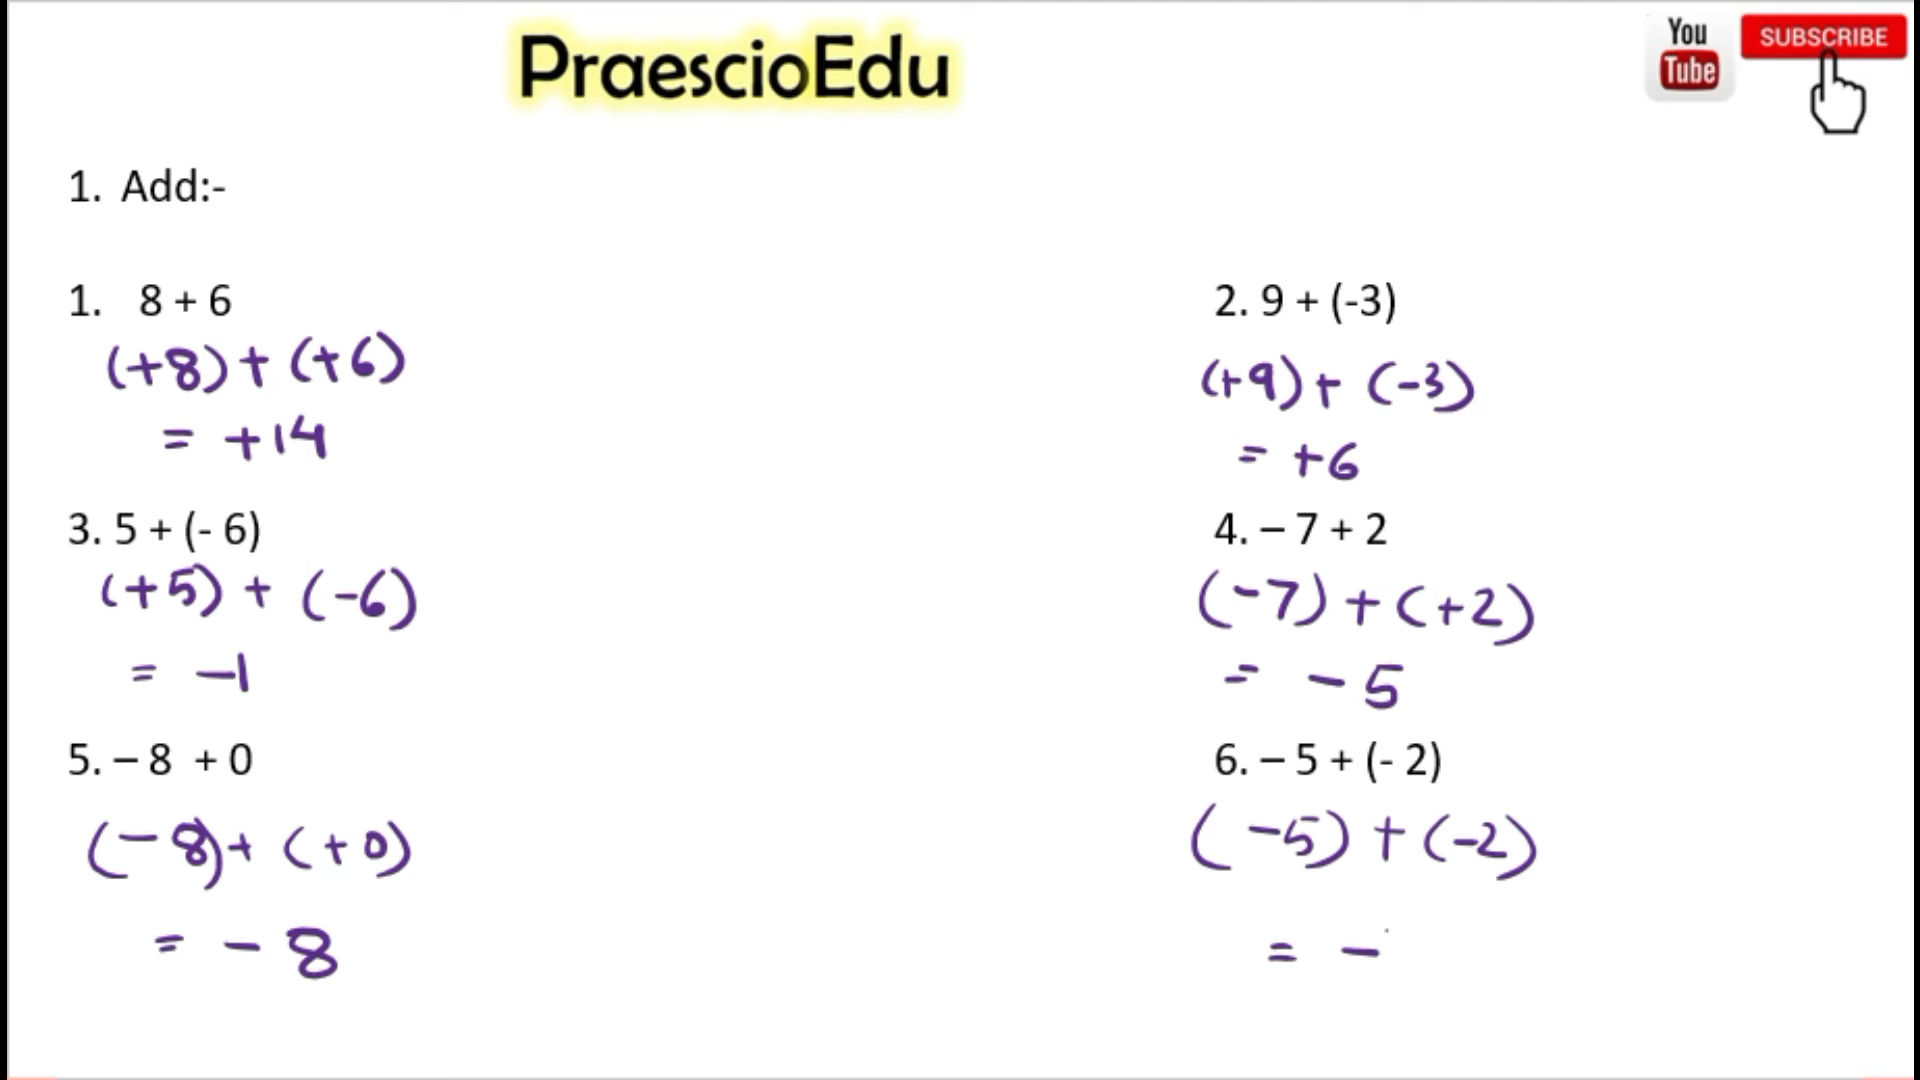 PraescioEdu
You
Tube
SUBSCRIBE
1. Add:-
1. 8 + 6
(+8) + (+6)
= +14
2. 9 + (-3)
(+9) + (-3)
= +6
3. 5 + (- 6)
(+5) + (-6)
= -1
4. – 7 + 2
(-7) + (+2)
= - 5
5. – 8 + 0
(-8) + (+0)
= - 8
6. – 5 + (- 2)
(-5) + (-2)
= -